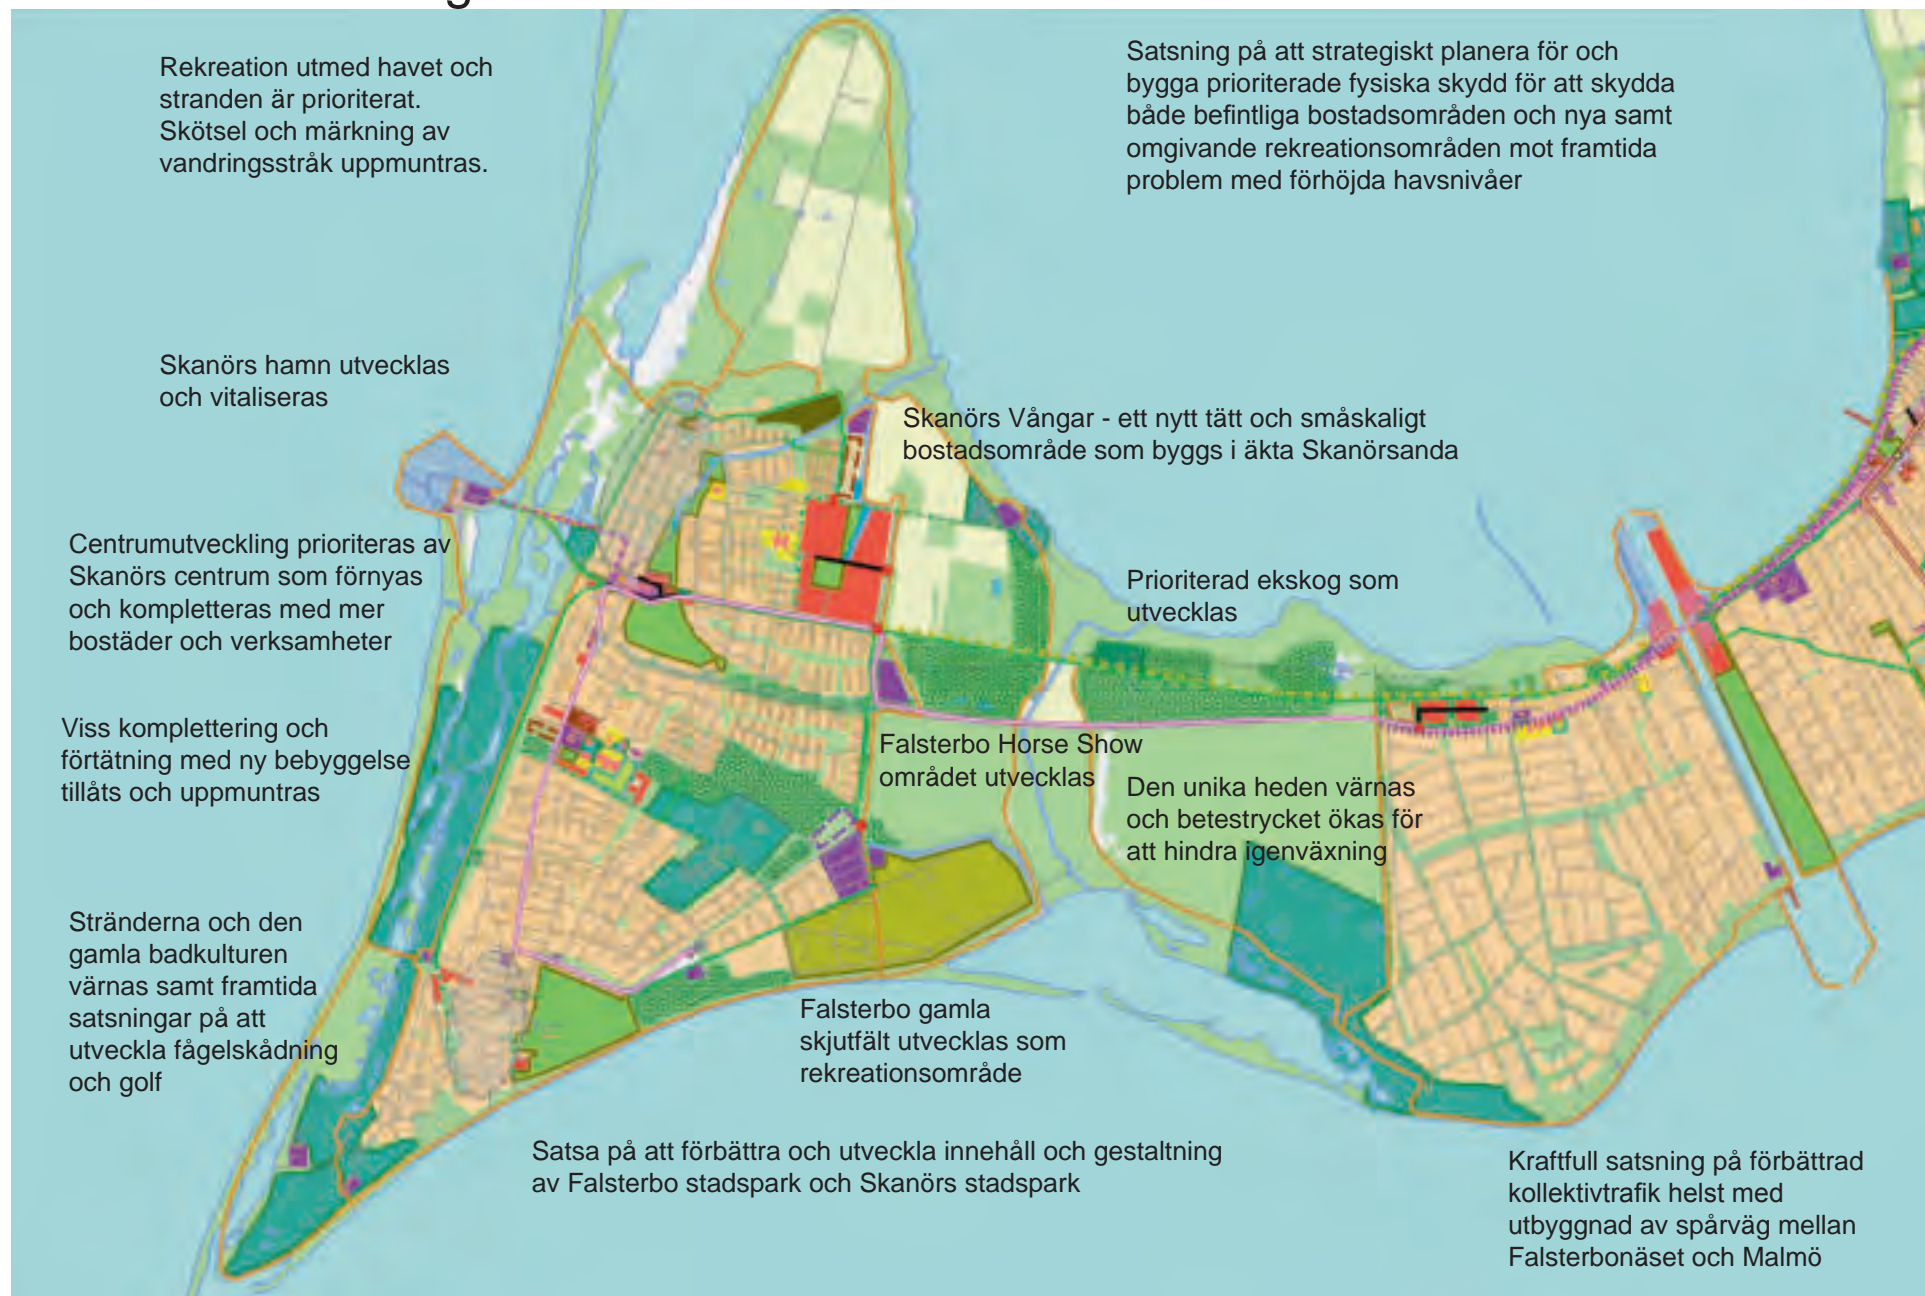 Rekreation utmed havet och
stranden är prioriterat.
Skötsel och märkning av
vandringsstråk uppmuntras.
Satsning på att strategiskt planera för och
bygga prioriterade fysiska skydd för att skydda
både befintliga bostadsområden och nya samt
omgivande rekreationsområden mot framtida
problem med förhöjda havsnivåer
Skanörs hamn utvecklas
och vitaliseras
Skanörs Vångar - ett nytt tätt och småskaligt
bostadsområde som byggs i äkta Skanörsanda
Centrumutveckling prioriteras av
Skanörs centrum som förnyas
och kompletteras med mer
bostäder och verksamheter
Prioriterad ekskog som
utvecklas
Viss komplettering och
förtätning med ny bebyggelse
tillåts och uppmuntras
Falsterbo Horse Show
området utvecklas
Den unika heden värnas
och betestrycket ökas för
att hindra igenväxning
Stränderna och den
gamla badkulturen
värnas samt framtida
satsningar på att
utveckla fågelskådning
och golf
Falsterbo gamla
skjutfält utvecklas som
rekreationsområde
Satsa på att förbättra och utveckla innehåll och gestaltning
av Falsterbo stadspark och Skanörs stadspark
Kraftfull satsning på förbättrad
kollektivtrafik helst med
utbyggnad av spårväg mellan
Falsterbonäset och Malmö